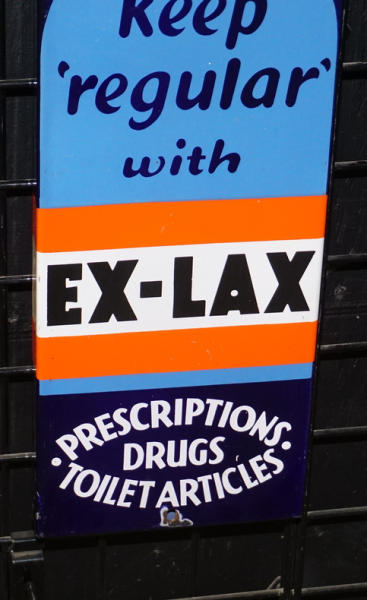 keep
'regular'
with
EX-LAX
• PRESCRIPTIONS •
DRUGS
TOILET ARTICLES